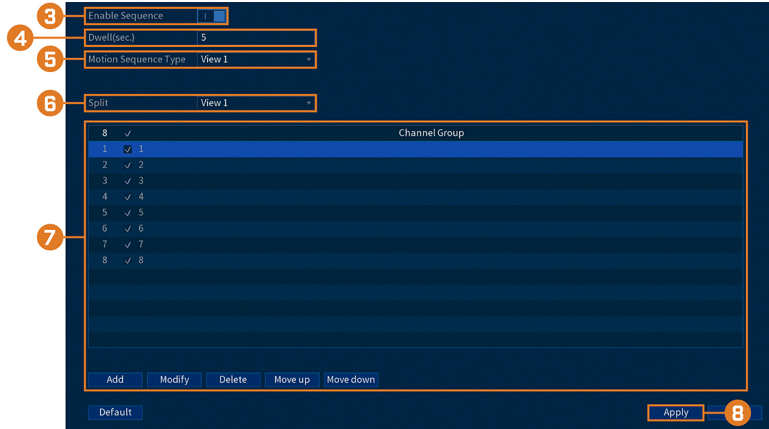 3 Enable Sequence
4 Dwell(sec.) 5
5 Motion Sequence Type View 1
6 Split View 1
8 Channel Group
1 1
2 2
3 3
4 4
5 5
6 6
7 7 7
8 8
Add Modify Delete Move up Move down
Default Apply 8